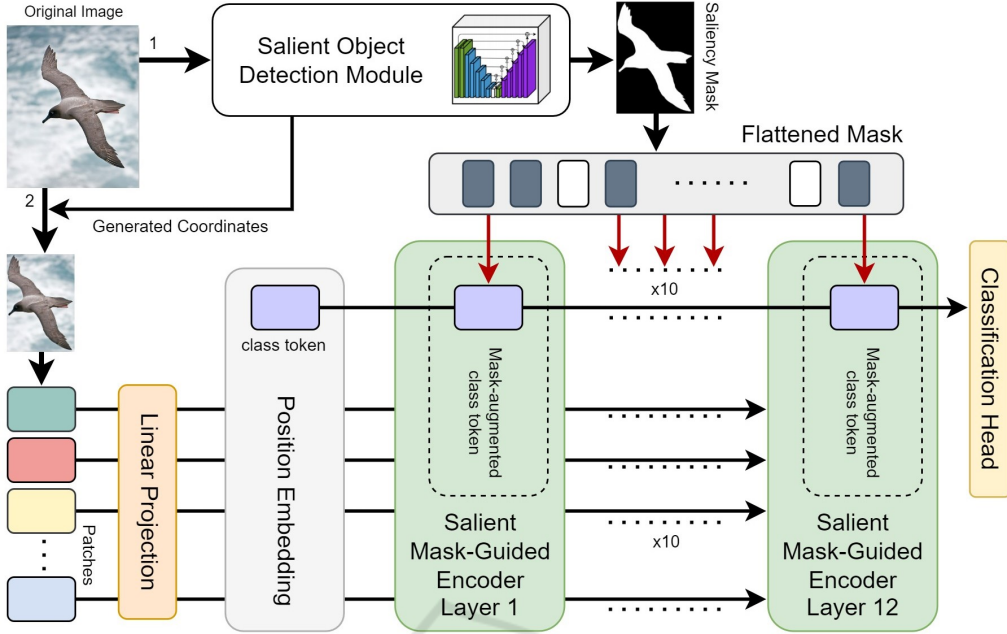 Original Image
1
Salient Object
Detection Module
Saliency Mask
Flattened Mask
2
Generated Coordinates
x10
class token
Mask-augmented
class token
Mask-augmented
class token
Classification Head
Linear Projection
Position Embedding
Patches
x10
Salient
Mask-Guided
Encoder
Layer 1
Salient
Mask-Guided
Encoder
Layer 12